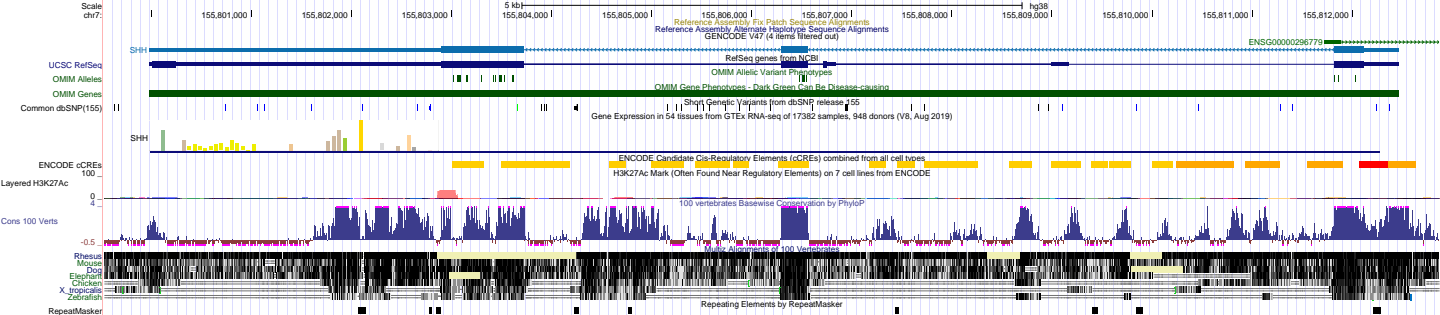 Scale 5 kb hg38
chr7: 155,801,000 155,802,000 155,803,000 155,804,000 155,805,000 155,806,000 155,807,000 155,808,000 155,809,000 155,810,000 155,811,000 155,812,000
Reference Assembly Fix Patch Sequence Alignments
Reference Assembly Alternate Haplotype Sequence Alignments
GENCODE V47 (4 items filtered out)
ENSG00000296779
SHH
RefSeq genes from NCBI
UCSC RefSeq
OMIM Allelic Variant Phenotypes
OMIM Alleles
OMIM Gene Phenotypes - Dark Green Can Be Disease-causing
OMIM Genes
Short Genetic Variants from dbSNP release 155
Common dbSNP(155)
Gene Expression in 54 tissues from GTEx RNA-seq of 17382 samples, 948 donors (V8, Aug 2019)
SHH
ENCODE Candidate Cis-Regulatory Elements (cCREs) combined from all cell types
ENCODE cCREs
H3K27Ac Mark (Often Found Near Regulatory Elements) on 7 cell lines from ENCODE
100 _
Layered H3K27Ac
0 _
100 vertebrates Basewise Conservation by PhyloP
4 _
Cons 100 Verts
-0.5 _
Multiz Alignments of 100 Vertebrates
Rhesus
Mouse
Dog
Elephant
Chicken
X_tropicalis
Zebrafish
Repeating Elements by RepeatMasker
RepeatMasker